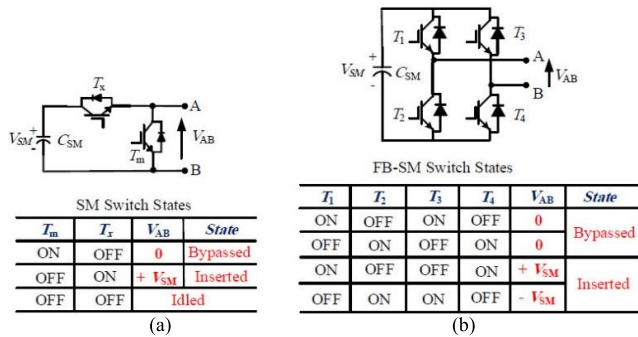 Tx
VSM
+
-
CSM
Tm
A
VAB
B
SM Switch States
Tm Tx VAB State
ON OFF 0 Bypassed
OFF ON + VSM Inserted
OFF OFF Idled
(a)
T1
T3
VSM
+
-
CSM
A
VAB
B
T2
T4
FB-SM Switch States
T1 T2 T3 T4 VAB State
ON OFF ON OFF 0 Bypassed
OFF ON OFF ON 0
ON OFF OFF ON + VSM Inserted
OFF ON ON OFF - VSM
(b)